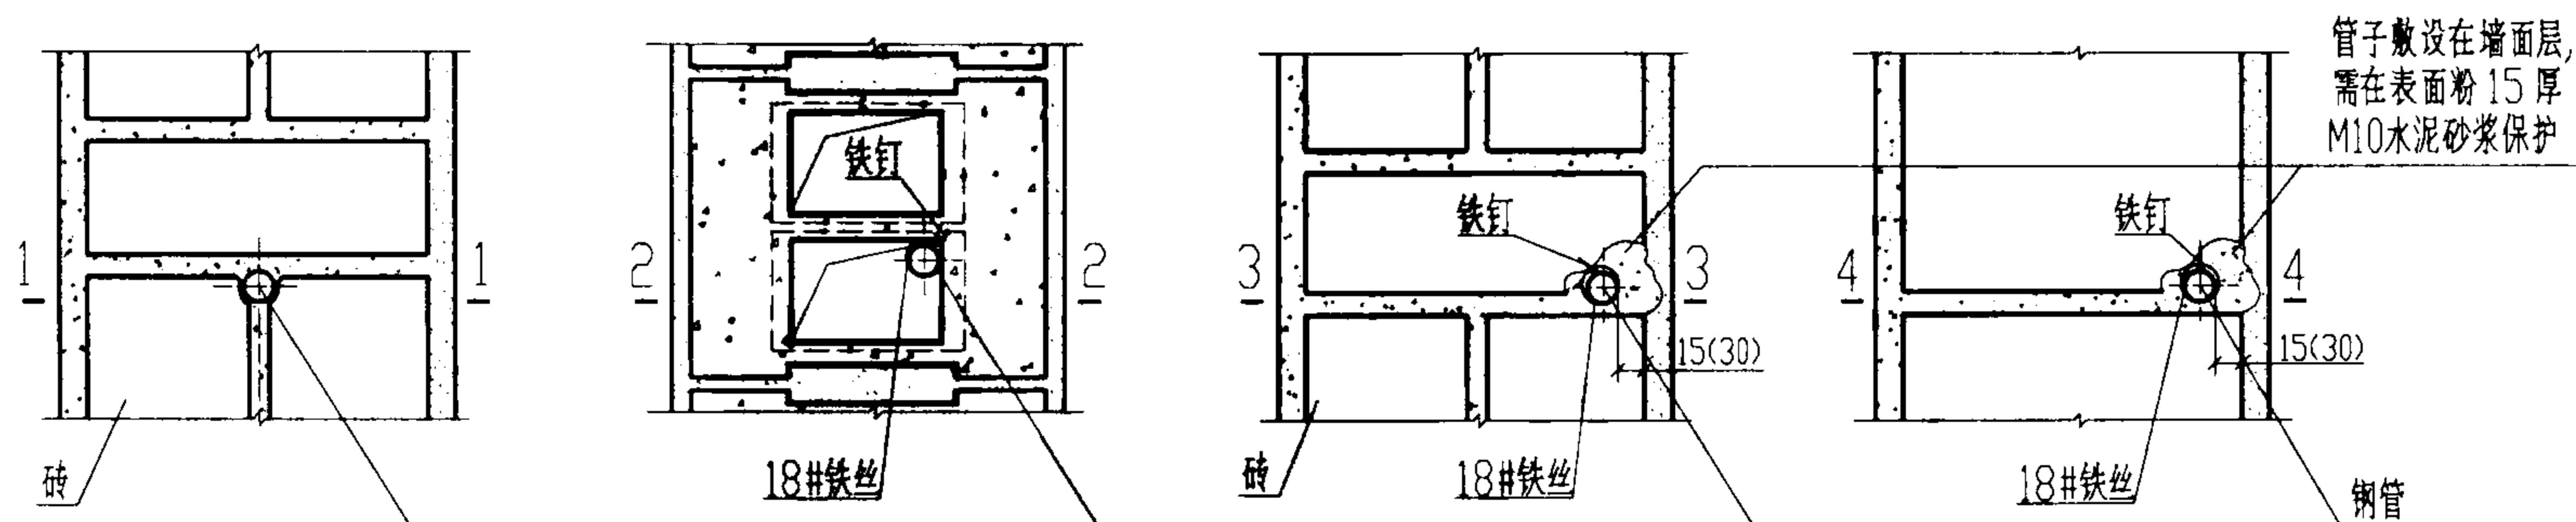 管子敷设在墙面层,
需在表面粉15厚
M10水泥砂浆保护
铁钉
铁钉
铁钉
1
1
2
2
3
3
4
4
15(30)
15(30)
砖
18#铁丝
砖
18#铁丝
18#铁丝
钢管